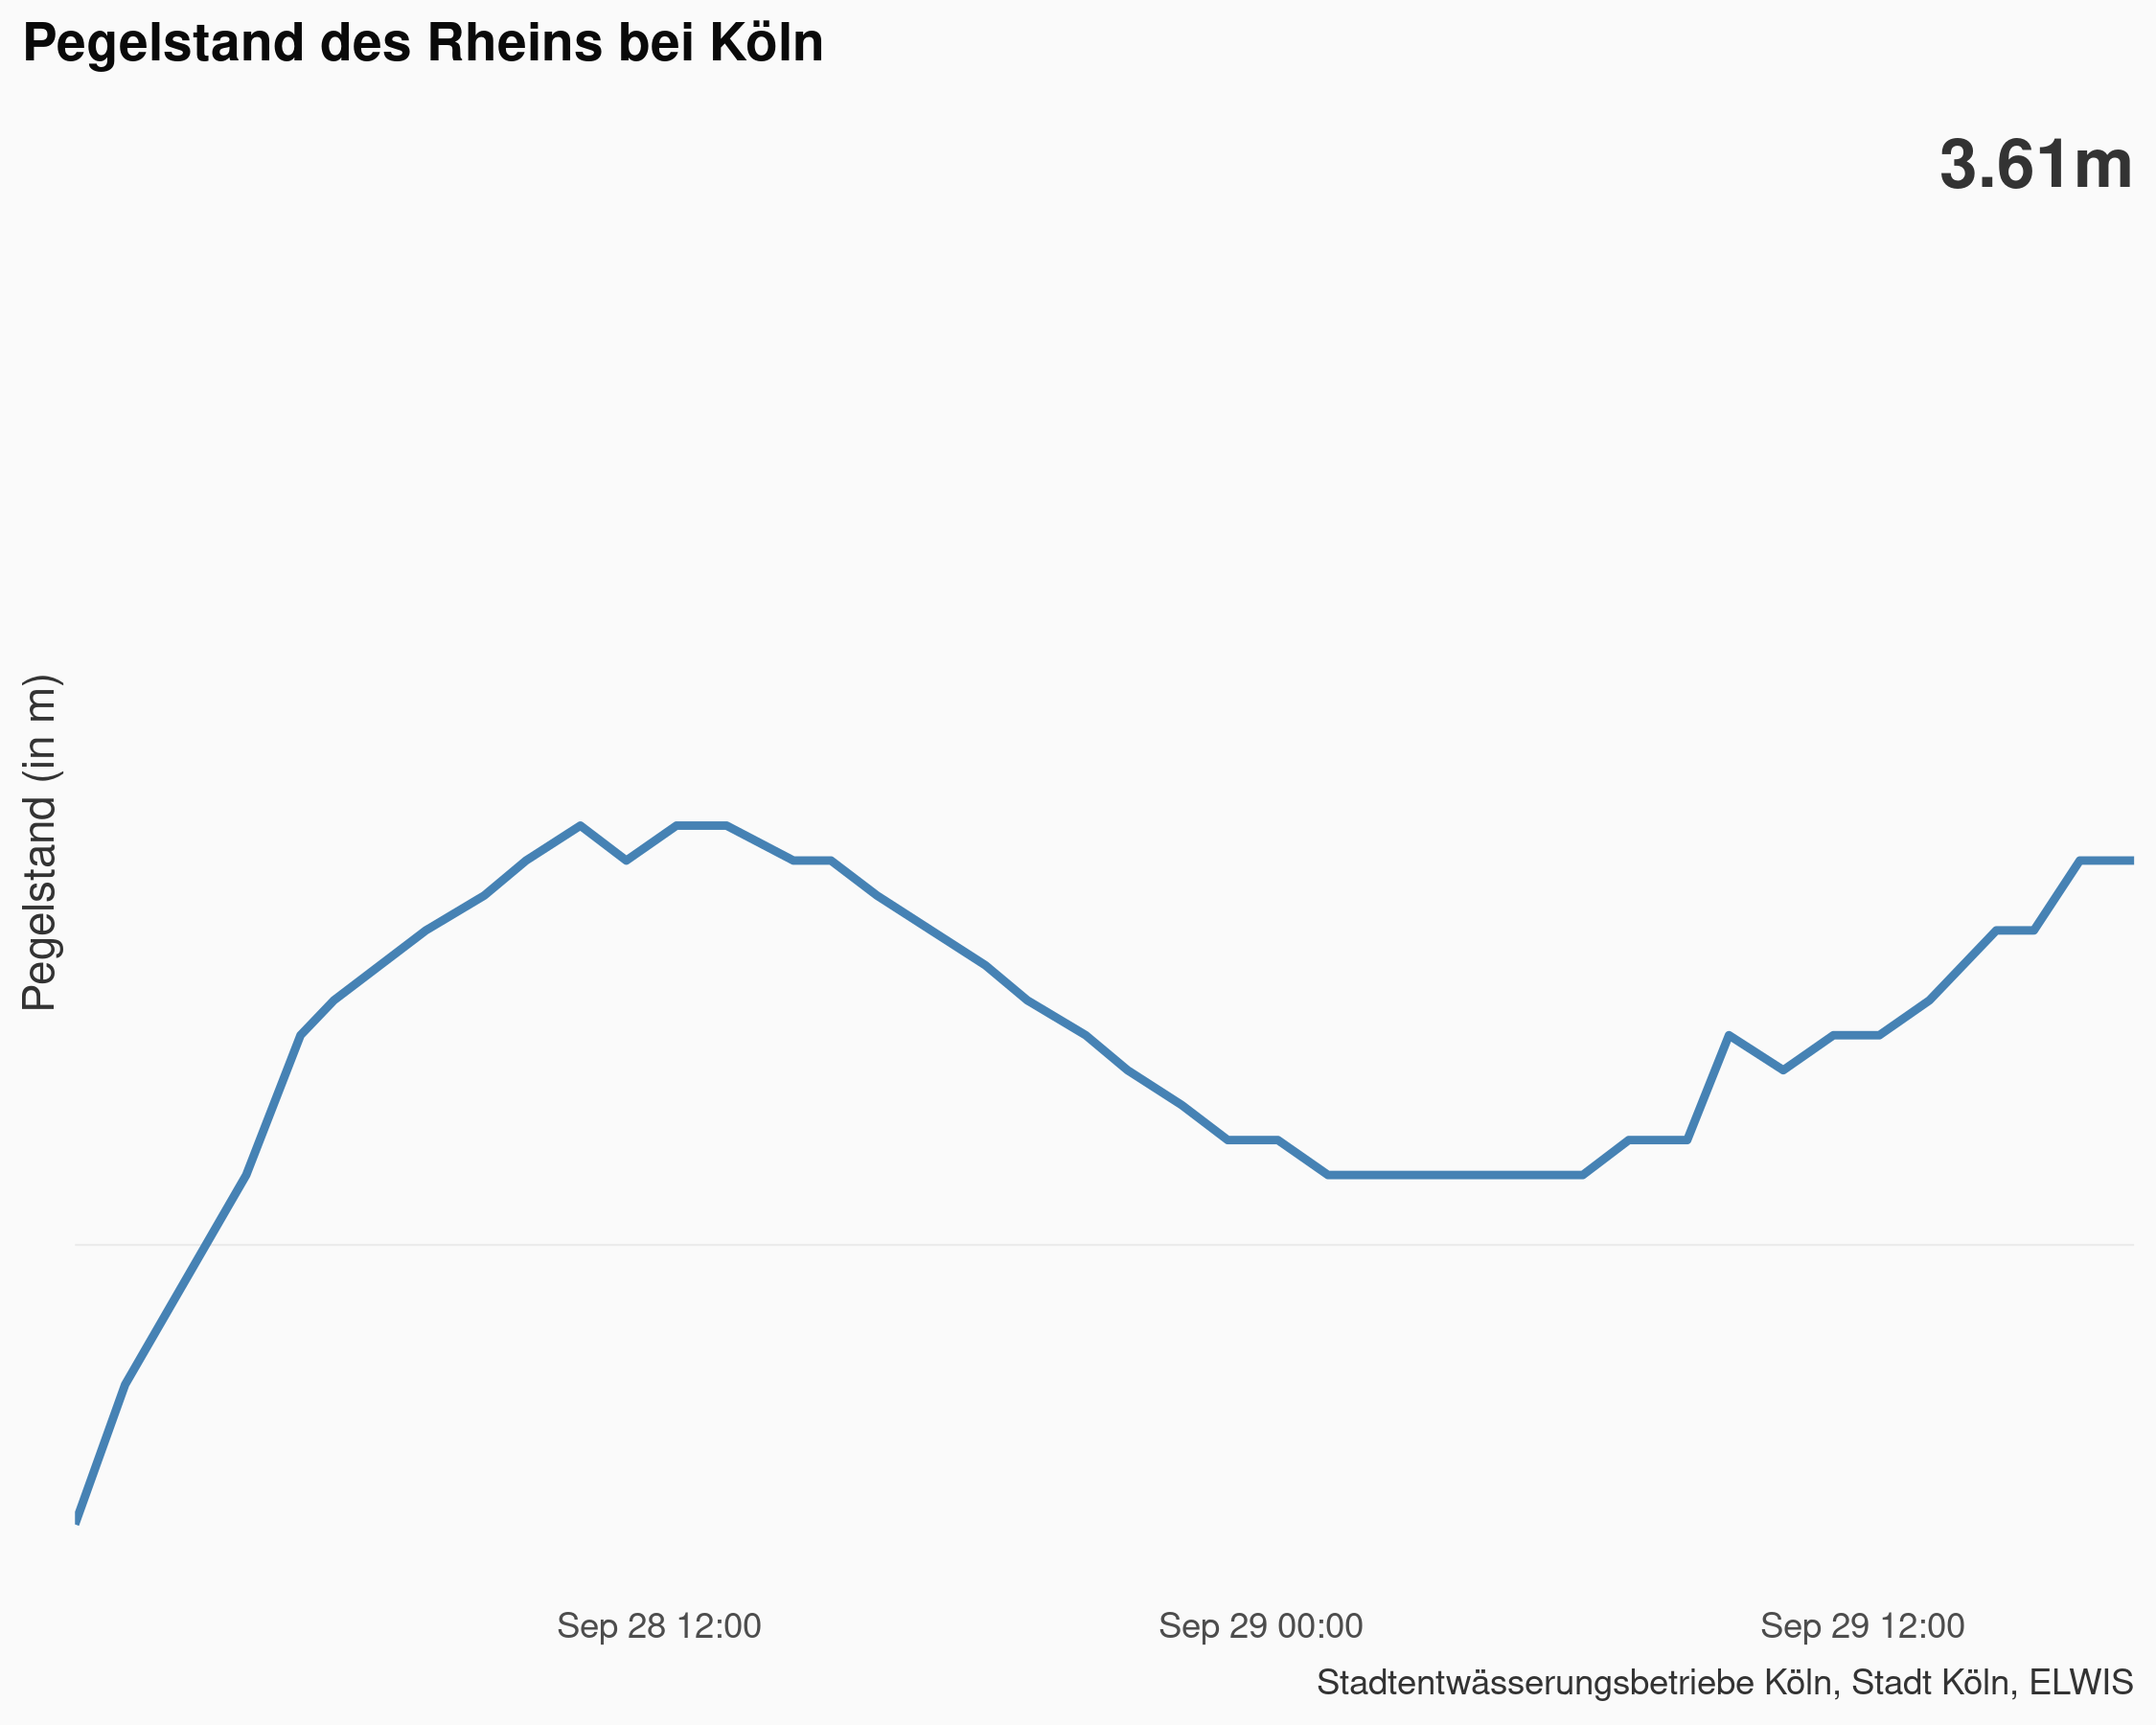 Pegelstand des Rheins bei Köln
3.61m
Pegelstand (in m)
Sep 28 12:00
Sep 29 00:00
Sep 29 12:00
Stadtentwässerungsbetriebe Köln, Stadt Köln, ELWIS